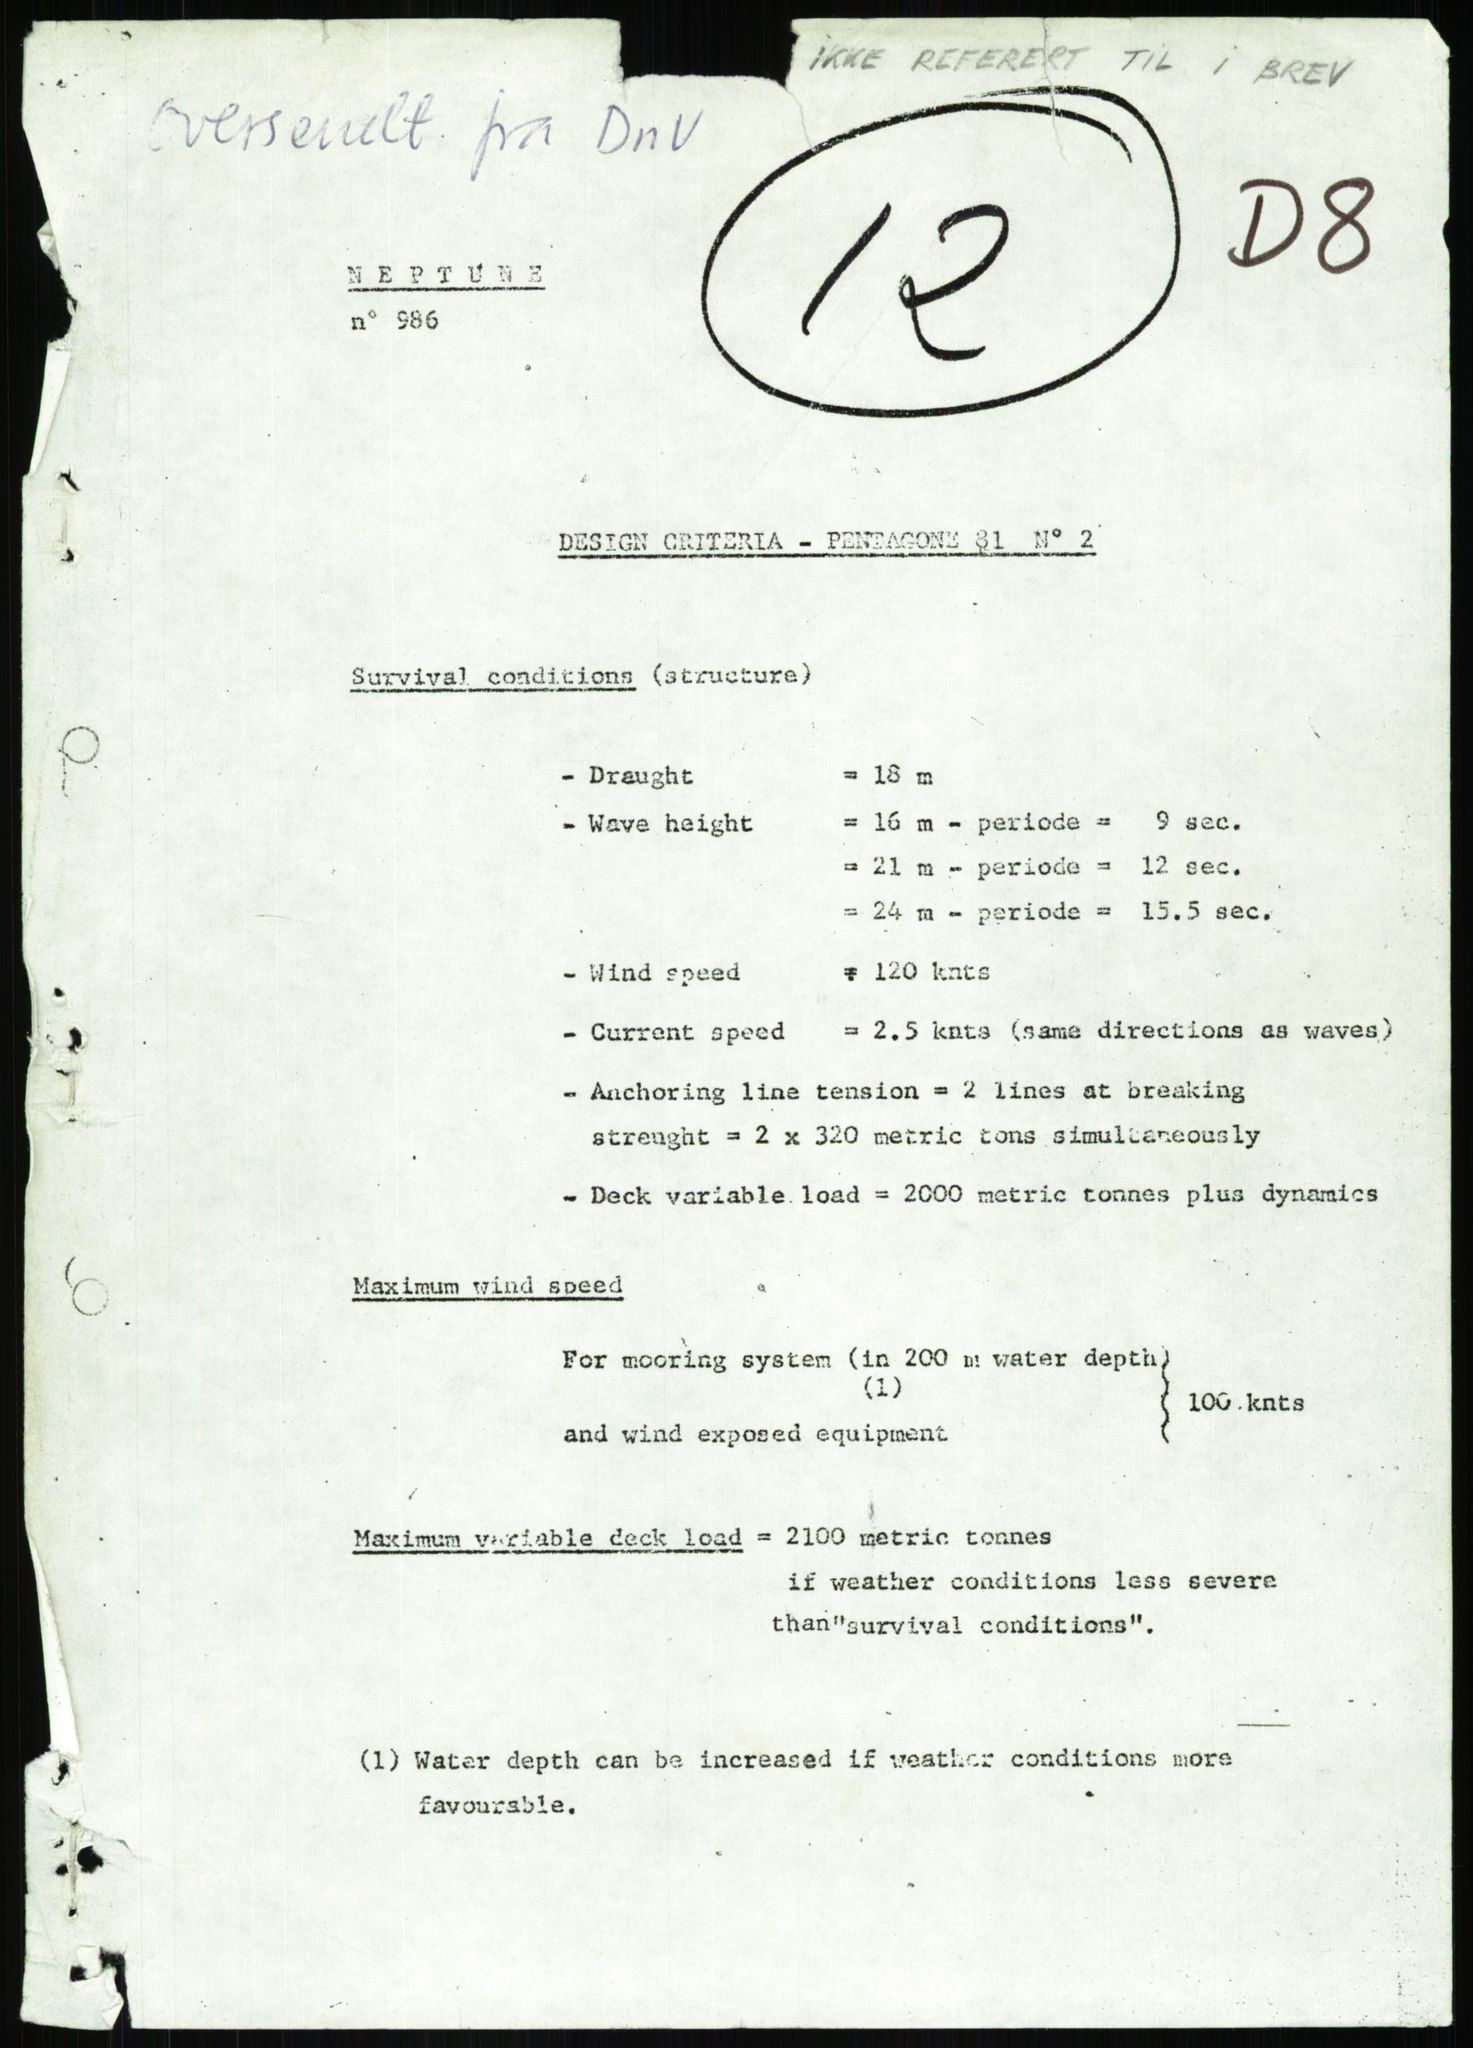 IKKE REFERERT TIL I BREV
oversendt fra DnV
12
D8
N E P T U N E
n° 986
DESIGN CRITERIA - PENTAGONE 81 N° 2
Survival conditions (structure)
- Draught = 18 m
- Wave height = 16 m - periode = 9 sec.
= 21 m - periode = 12 sec.
= 24 m - periode = 15.5 sec.
- Wind speed = 120 knts
- Current speed = 2.5 knts (same directions as waves)
- Anchoring line tension = 2 lines at breaking
strenght = 2 x 320 metric tons simultaneously
- Deck variable load = 2000 metric tonnes plus dynamics
Maximum wind speed
For mooring system (in 200 m water depth)
(1)
100 knts
and wind exposed equipment
Maximum variable deck load = 2100 metric tonnes
if weather conditions less severe
than "survival conditions".
(1) Water depth can be increased if weather conditions more
favourable.